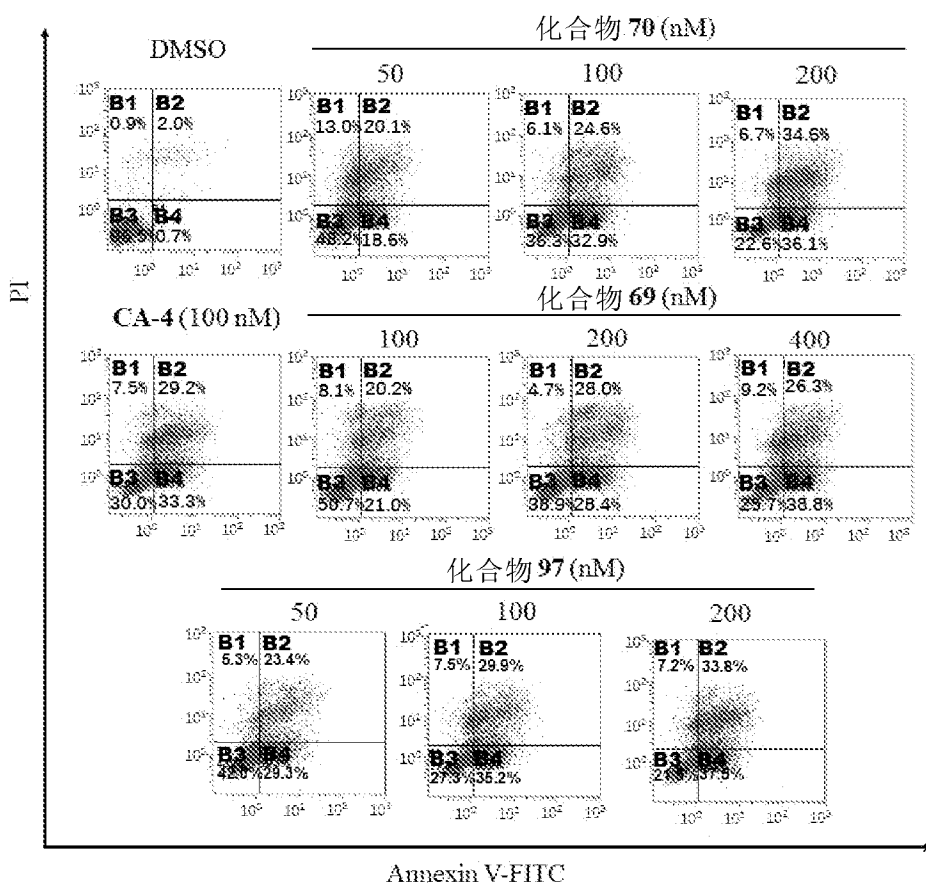 化合物 70 (nM)
DMSO
50 100 200
B1 B2
0.9% 2.0%
B3 B4
0.7%
B1 B2
13.0% 20.1%
B3 B4
48.2% 18.6%
B1 B2
6.1% 24.6%
B3 B4
36.3% 32.9%
B1 B2
6.7% 34.6%
B3 B4
22.6% 36.1%
PI
化合物 69 (nM)
CA-4 (100 nM)
100 200 400
B1 B2
7.5% 29.2%
B3 B4
30.0% 33.3%
B1 B2
8.1% 20.2%
B3 B4
50.7% 21.0%
B1 B2
4.7% 28.0%
B3 B4
38.9% 28.4%
B1 B2
9.2% 26.3%
B3 B4
25.7% 38.8%
化合物 97 (nM)
50 100 200
B1 B2
5.3% 23.4%
B3 B4
29.3%
B1 B2
7.5% 29.9%
B3 B4
27.3% 35.2%
B1 B2
7.2% 33.8%
B3 B4
Annexin V-FITC